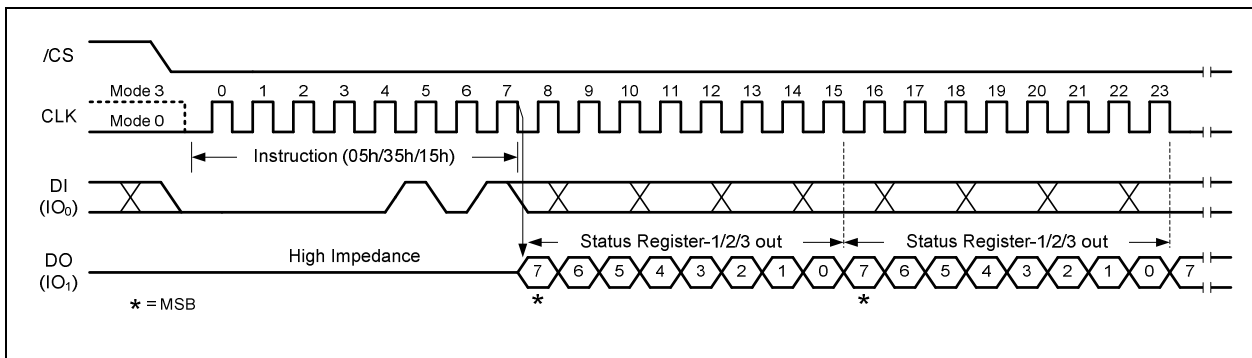 /CS
Mode 3
0 1 2 3 4 5 6 7 8 9 10 11 12 13 14 15 16 17 18 19 20 21 22 23
CLK
Mode 0
Instruction (05h/35h/15h)
DI
(IO0)
Status Register-1/2/3 out Status Register-1/2/3 out
High Impedance
DO
(IO1)
7 6 5 4 3 2 1 0 7 6 5 4 3 2 1 0 7
* *
* = MSB